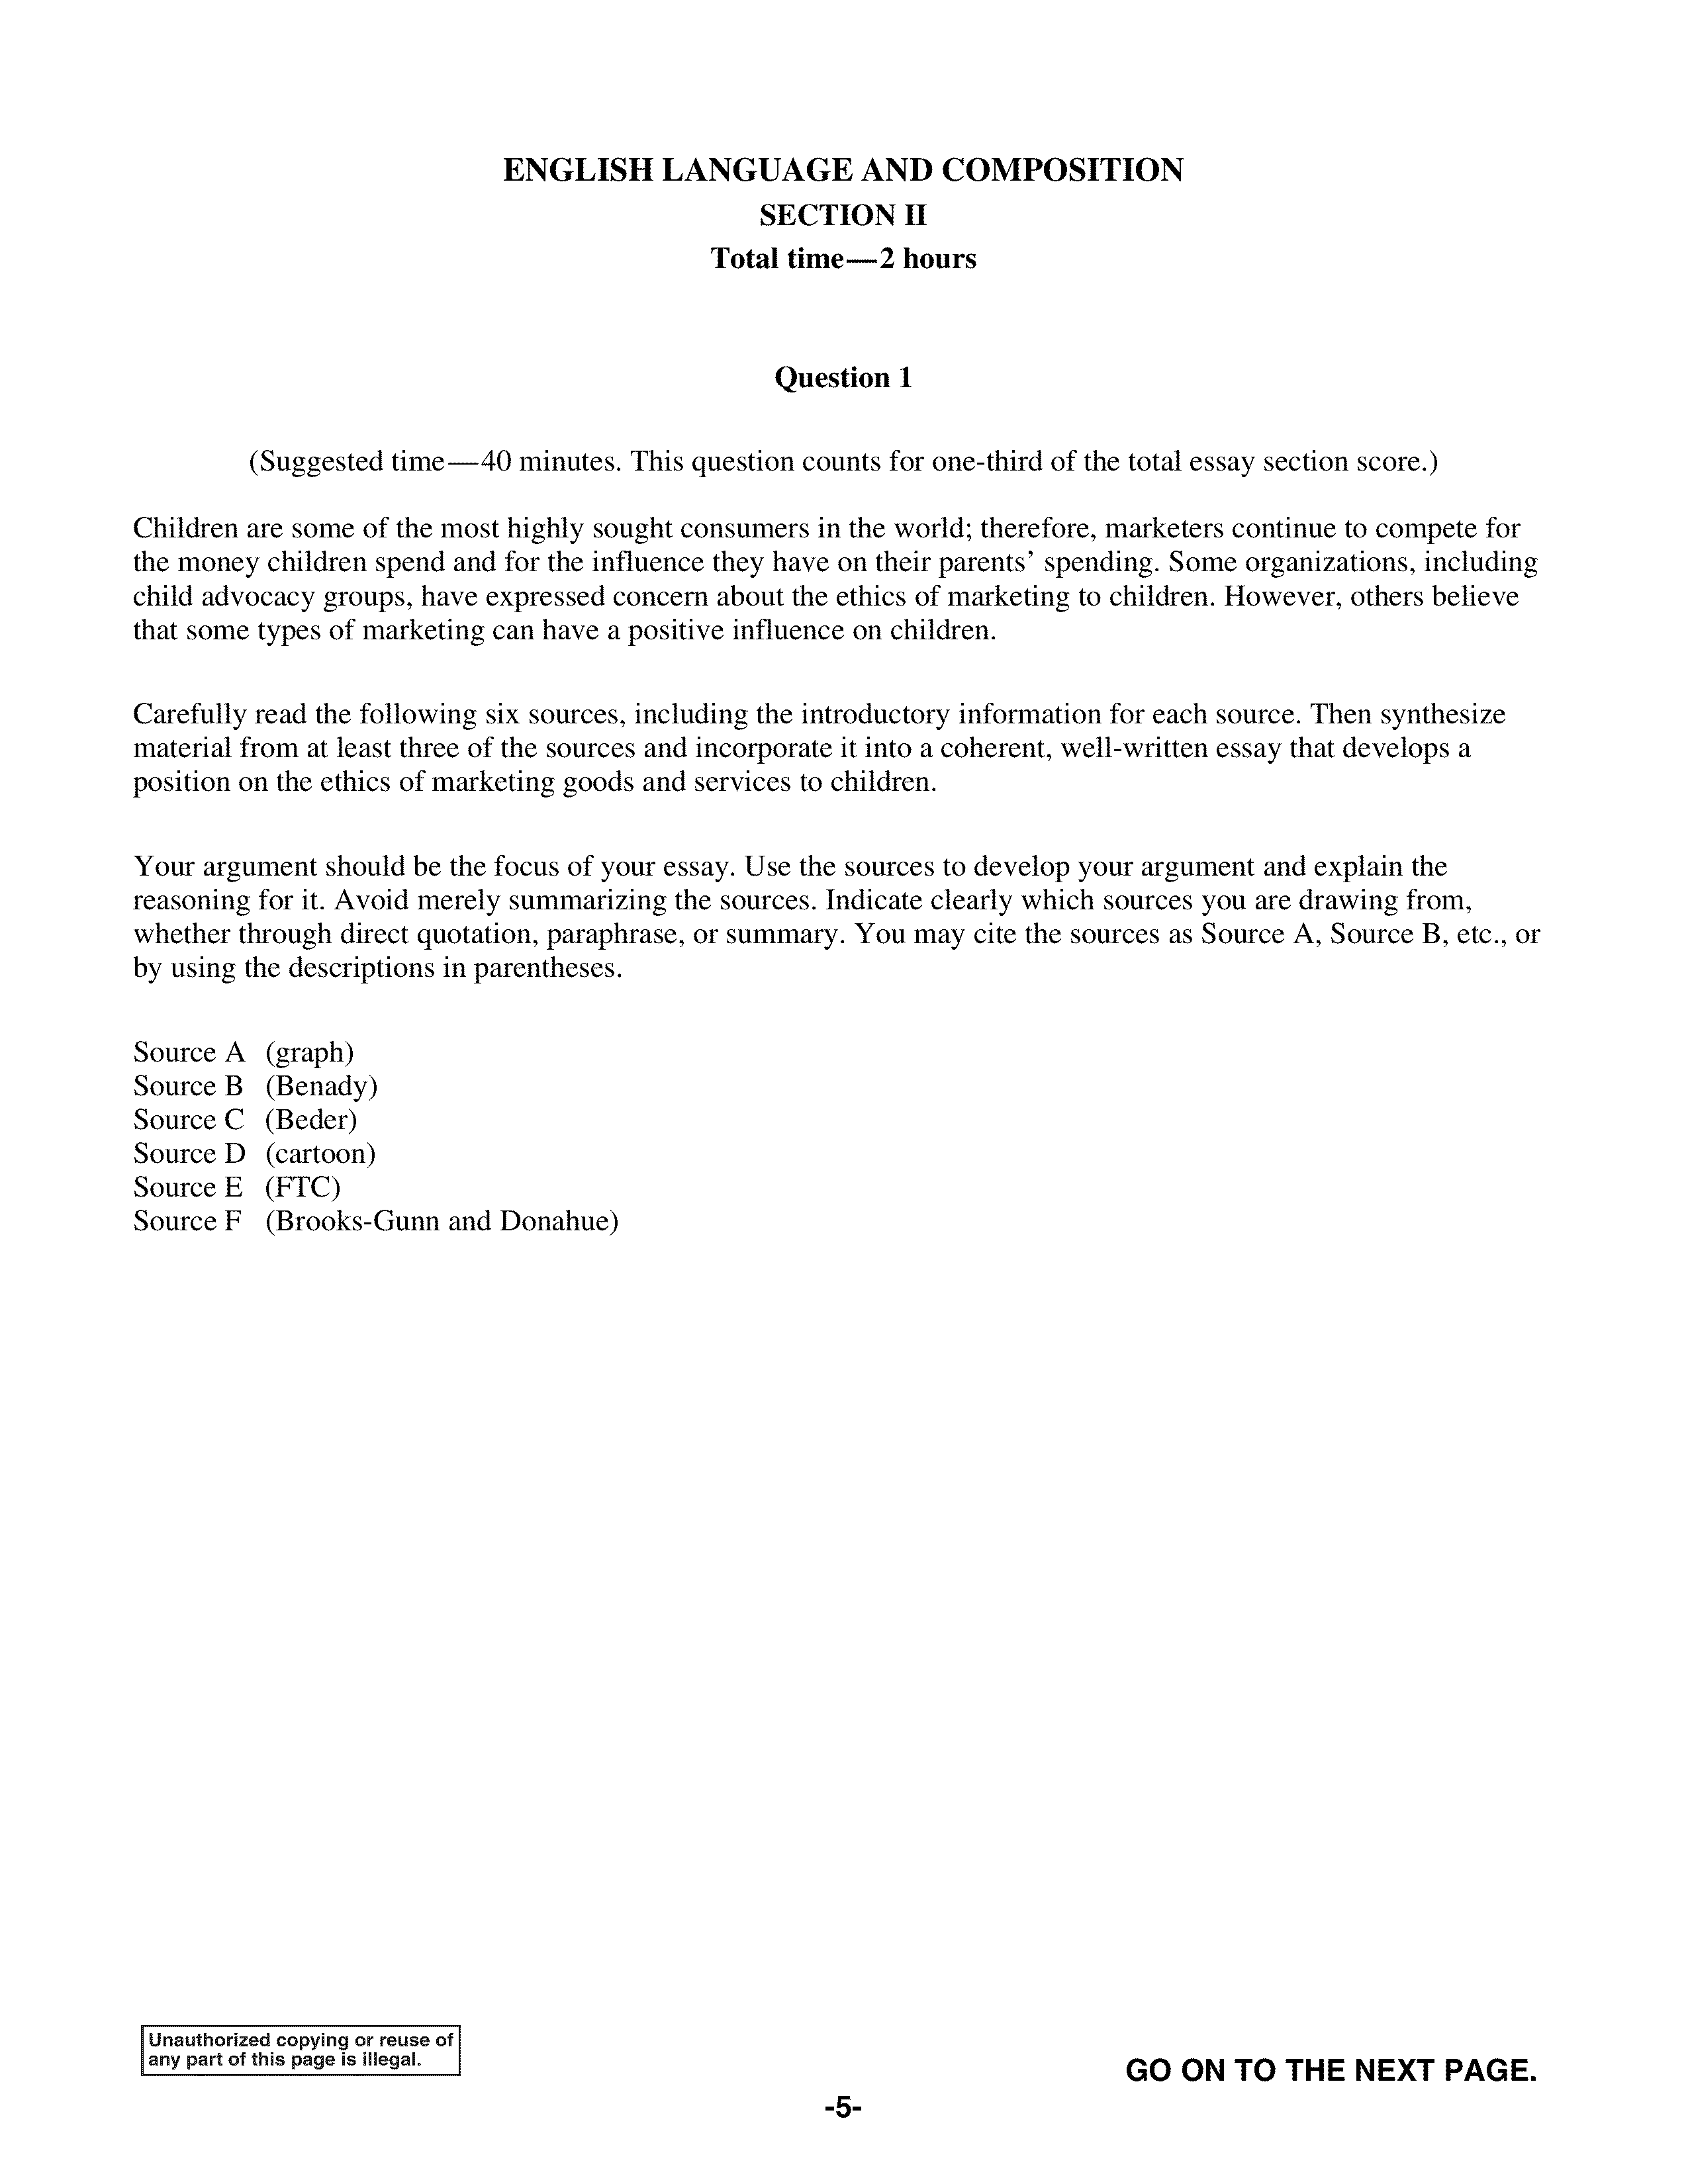 ENGLISH LANGUAGE AND COMPOSITION
SECTION II
Total time—2 hours
Question 1
(Suggested time—40 minutes. This question counts for one-third of the total essay section score.)
Children are some of the most highly sought consumers in the world; therefore, marketers continue to compete for
the money children spend and for the influence they have on their parents’ spending. Some organizations, including
child advocacy groups, have expressed concern about the ethics of marketing to children. However, others believe
that some types of marketing can have a positive influence on children.
Carefully read the following six sources, including the introductory information for each source. Then synthesize
material from at least three of the sources and incorporate it into a coherent, well-written essay that develops a
position on the ethics of marketing goods and services to children.
Your argument should be the focus of your essay. Use the sources to develop your argument and explain the
reasoning for it. Avoid merely summarizing the sources. Indicate clearly which sources you are drawing from,
whether through direct quotation, paraphrase, or summary. You may cite the sources as Source A, Source B, etc., or
by using the descriptions in parentheses.
Source A (graph)
Source B (Benady)
Source C (Beder)
Source D (cartoon)
Source E (FTC)
Source F (Brooks-Gunn and Donahue)
Unauthorized copying or reuse of
any part of this page is illegal.
GO ON TO THE NEXT PAGE.
-5-